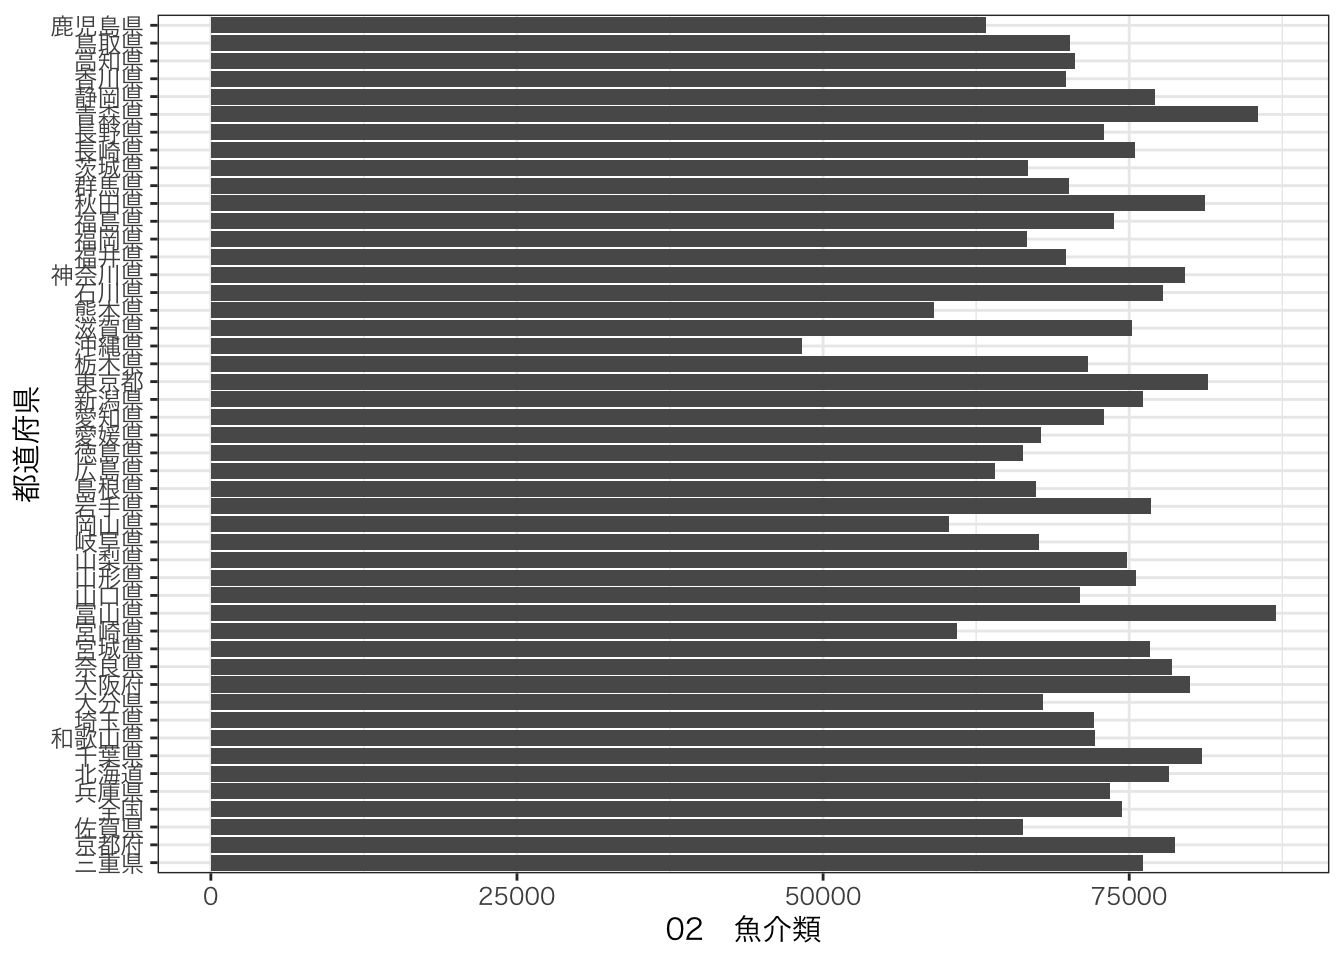 都道府県
鹿児島県
鳥取県
高知県
香川県
静岡県
青森県
長野県
長崎県
茨城県
群馬県
秋田県
福島県
福岡県
福井県
神奈川県
石川県
熊本県
滋賀県
沖縄県
栃木県
東京都
新潟県
愛知県
愛媛県
徳島県
広島県
島根県
岩手県
岡山県
岐阜県
山梨県
山形県
山口県
富山県
宮崎県
宮城県
奈良県
大阪府
大分県
埼玉県
和歌山県
千葉県
北海道
兵庫県
全国
佐賀県
京都府
三重県
0 25000 50000 75000
02　魚介類